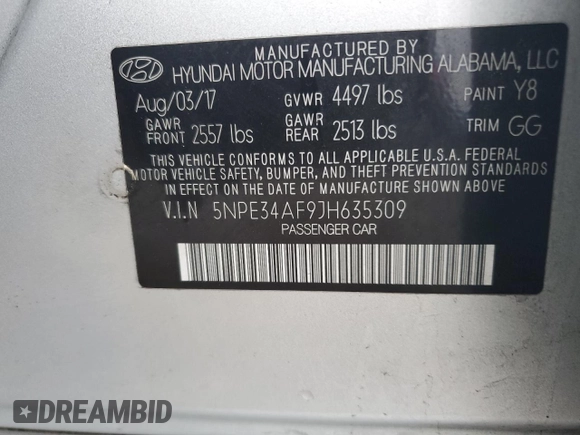 MANUFACTURED BY
HYUNDAI MOTOR MANUFACTURING ALABAMA, LLC
Aug/03/17 GVWR 4497 lbs PAINT Y8
GAWR FRONT 2557 lbs GAWR REAR 2513 lbs TRIM GG
THIS VEHICLE CONFORMS TO ALL APPLICABLE U.S.A. FEDERAL
MOTOR VEHICLE SAFETY, BUMPER, AND THEFT PREVENTION STANDARDS
IN EFFECT ON THE DATE OF MANUFACTURE SHOWN ABOVE.
V.I.N 5NPE34AF9JH635309
PASSENGER CAR
DREAMBID